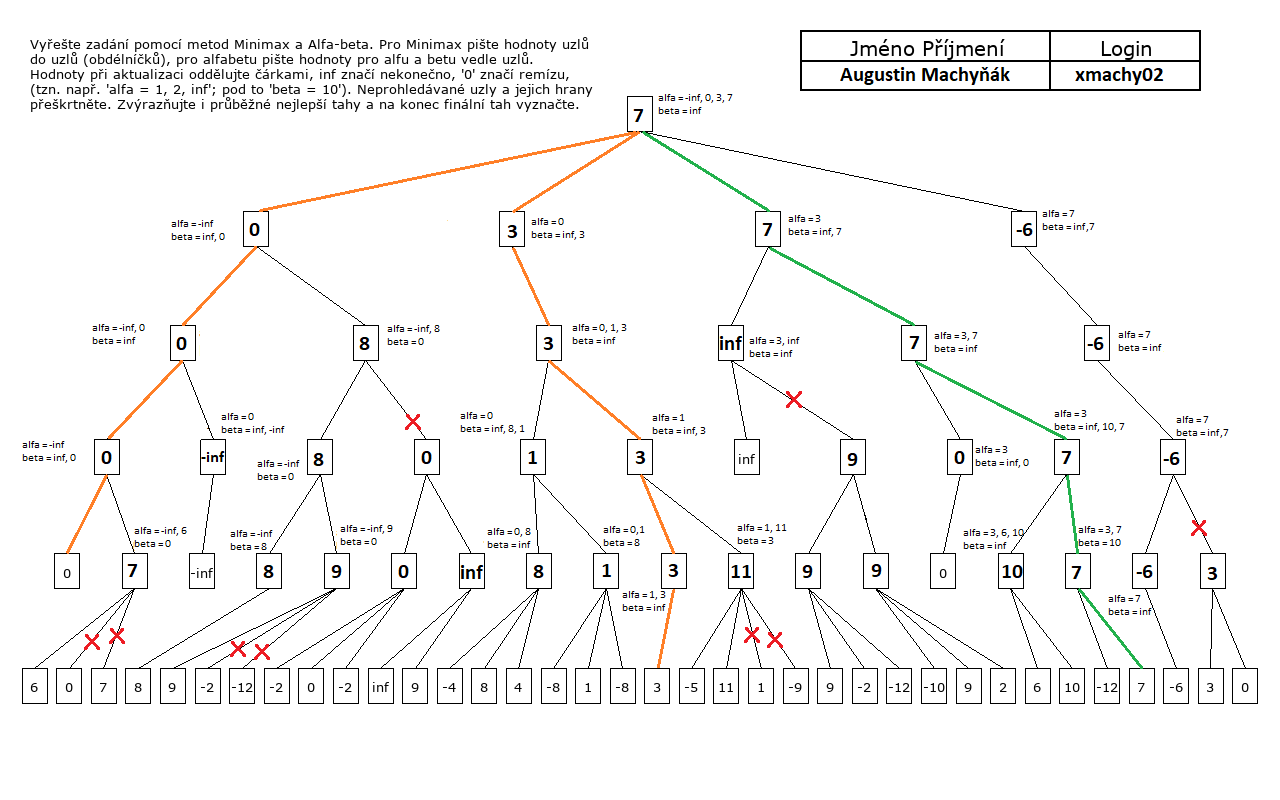 Vyřešte zadání pomocí metod Minimax a Alfa-beta. Pro Minimax pište hodnoty uzlů
do uzlů (obdélníčků), pro alfabetu pište hodnoty pro alfu a betu vedle uzlů.
Hodnoty při aktualizaci oddělujte čárkami, inf značí nekonečno, '0' značí remízu,
(tzn. např. 'alfa = 1, 2, inf'; pod to 'beta = 10'). Neprohledávané uzly a jejich hrany
přeškrtněte. Zvýrazňujte i průběžné nejlepší tahy a na konec finální tah vyznačte.
Jméno Příjmení Login
Augustin Machyňák xmachy02
7
alfa = -inf, 0, 3, 7
beta = inf
alfa = -inf
beta = inf, 0
0
3
alfa = 0
beta = inf, 3
7
alfa = 3
beta = inf, 7
-6
alfa = 7
beta = inf,7
alfa = -inf, 0
beta = inf
0
8
alfa = -inf, 8
beta = 0
3
alfa = 0, 1, 3
beta = inf
inf
alfa = 3, inf
beta = inf
7
alfa = 3, 7
beta = inf
-6
alfa = 7
beta = inf
alfa = -inf
beta = inf, 0
0
-inf
alfa = 0
beta = inf, -inf
alfa = -inf
beta = 0
8
0
alfa = 0
beta = inf, 8, 1
1
3
alfa = 1
beta = inf, 3
inf
9
0
alfa = 3
beta = inf, 0
alfa = 3
beta = inf, 10, 7
7
alfa = 7
beta = inf,7
-6
0
7
alfa = -inf, 6
beta = 0
-inf
alfa = -inf
beta = 8
8
9
alfa = -inf, 9
beta = 0
0
inf
alfa = 0, 8
beta = inf
8
1
alfa = 0,1
beta = 8
3
alfa = 1, 3
beta = inf
11
alfa = 1, 11
beta = 3
9
9
0
alfa = 3, 6, 10
beta = inf
10
7
alfa = 3, 7
beta = 10
-6
alfa = 7
beta = inf
3
6 0 7 8 9 -2 -12 -2 0 -2 inf 9 -4 8 4 -8 1 -8 3 -5 11 1 -9 9 -2 -12 -10 9 2 6 10 -12 7 -6 3 0